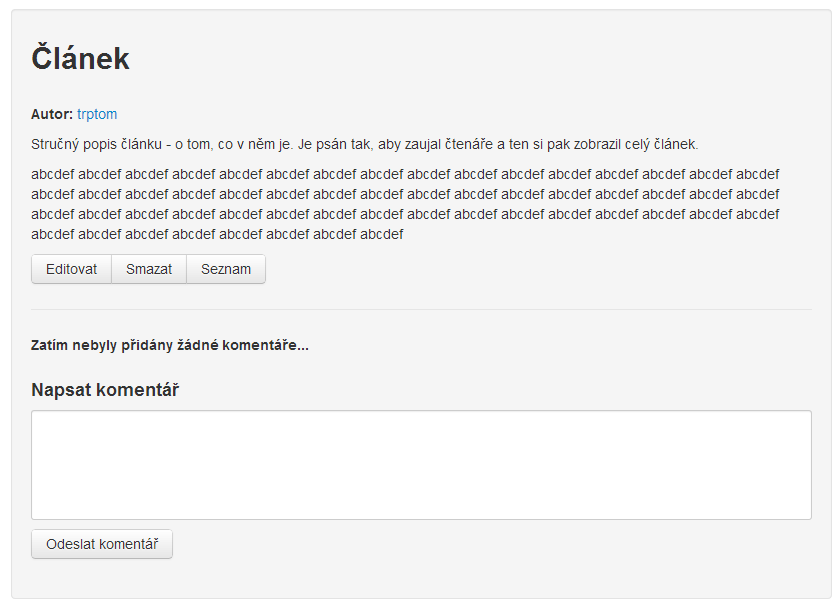 Článek
Autor: trptom
Stručný popis článku - o tom, co v něm je. Je psán tak, aby zaujal čtenáře a ten si pak zobrazil celý článek.
abcdef abcdef abcdef abcdef abcdef abcdef abcdef abcdef abcdef abcdef abcdef abcdef abcdef abcdef abcdef abcdef
abcdef abcdef abcdef abcdef abcdef abcdef abcdef abcdef abcdef abcdef abcdef abcdef abcdef abcdef abcdef abcdef
abcdef abcdef abcdef abcdef abcdef abcdef abcdef abcdef abcdef abcdef abcdef abcdef abcdef abcdef abcdef abcdef
abcdef abcdef abcdef abcdef abcdef abcdef abcdef abcdef
Editovat Smazat Seznam
Zatím nebyly přidány žádné komentáře...
Napsat komentář
Odeslat komentář